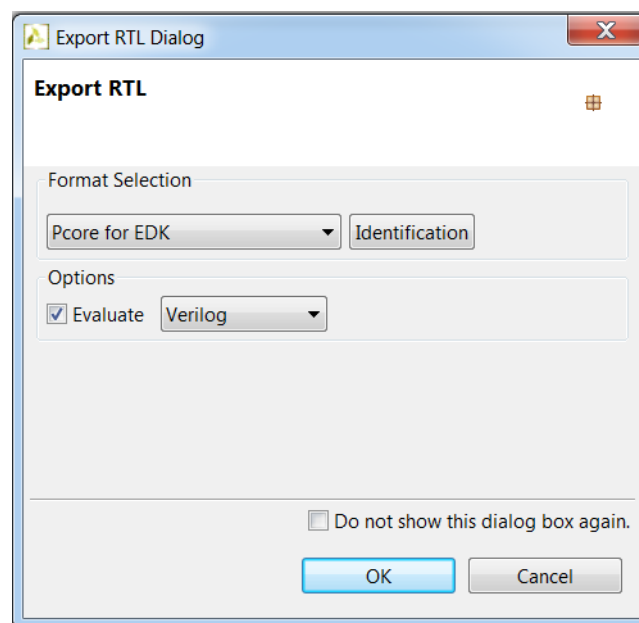 Export RTL Dialog
Export RTL
Format Selection
Pcore for EDK Identification
Options
Evaluate Verilog
Do not show this dialog box again.
OK Cancel